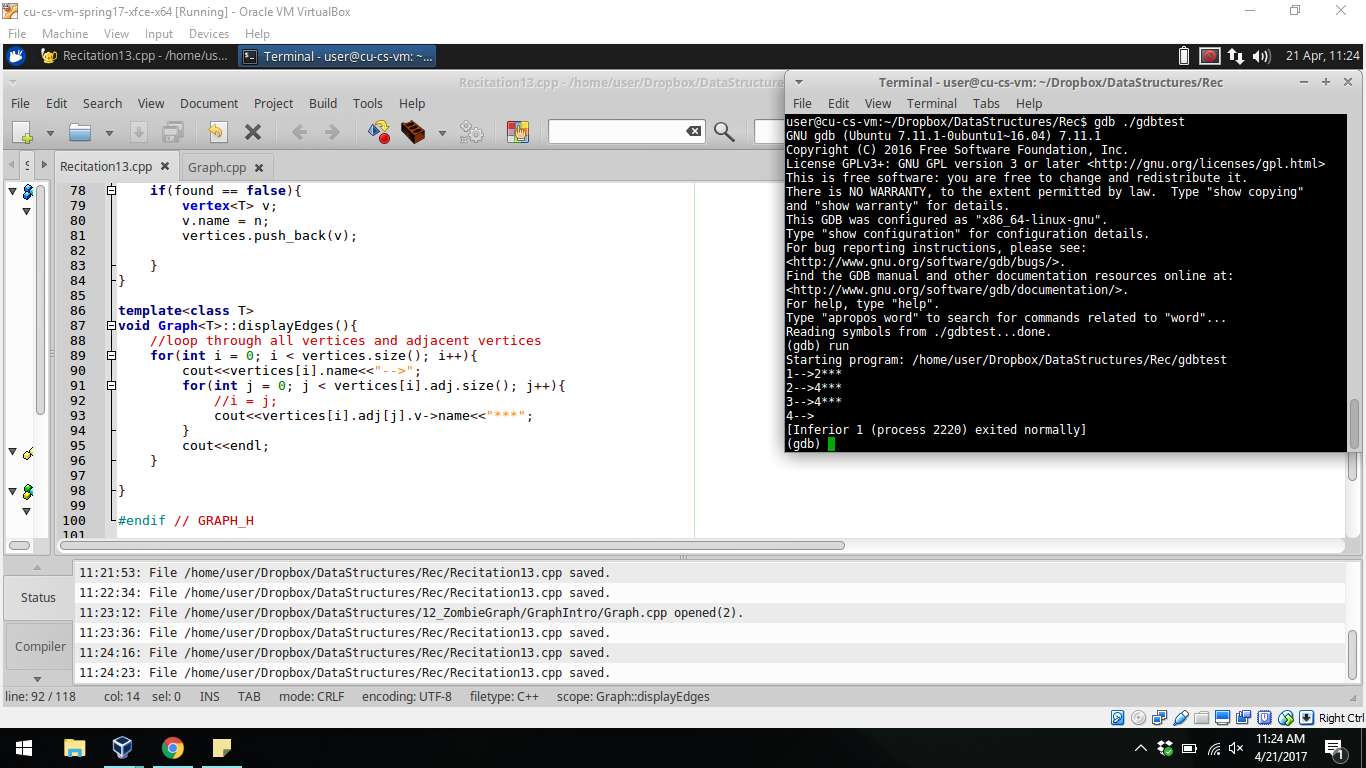 cu-cs-vm-spring17-xfce-x64 [Running] - Oracle VM VirtualBox
File Machine View Input Devices Help
Recitation13.cpp - /home/us... Terminal - user@cu-cs-vm: ~... 21 Apr, 11:24
Recitation13.cpp - /home/user/Dropbox/DataStructures
File Edit Search View Document Project Build Tools Help
Recitation13.cpp Graph.cpp
78 if(found == false){
79 vertex<T> v;
80 v.name = n;
81 vertices.push_back(v);
82
83 }
84 }
85
86 template<class T>
87 void Graph<T>::displayEdges(){
88 //loop through all vertices and adjacent vertices
89 for(int i = 0; i < vertices.size(); i++){
90 cout<<vertices[i].name<<"-->";
91 for(int j = 0; j < vertices[i].adj.size(); j++){
92 //i = j;
93 cout<<vertices[i].adj[j].v->name<<"***";
94 }
95 cout<<endl;
96 }
97
98 }
99
100 #endif // GRAPH_H
101
Terminal - user@cu-cs-vm: ~/Dropbox/DataStructures/Rec
File Edit View Terminal Tabs Help
user@cu-cs-vm:~/Dropbox/DataStructures/Rec$ gdb ./gdbtest
GNU gdb (Ubuntu 7.11.1-0ubuntu1~16.04) 7.11.1
Copyright (C) 2016 Free Software Foundation, Inc.
License GPLv3+: GNU GPL version 3 or later <http://gnu.org/licenses/gpl.html>
This is free software: you are free to change and redistribute it.
There is NO WARRANTY, to the extent permitted by law.  Type "show copying"
and "show warranty" for details.
This GDB was configured as "x86_64-linux-gnu".
Type "show configuration" for configuration details.
For bug reporting instructions, please see:
<http://www.gnu.org/software/gdb/bugs/>.
Find the GDB manual and other documentation resources online at:
<http://www.gnu.org/software/gdb/documentation/>.
For help, type "help".
Type "apropos word" to search for commands related to "word"...
Reading symbols from ./gdbtest...done.
(gdb) run
Starting program: /home/user/Dropbox/DataStructures/Rec/gdbtest
1-->2***
2-->4***
3-->4***
4-->
[Inferior 1 (process 2220) exited normally]
(gdb)
Status
Compiler
11:21:53: File /home/user/Dropbox/DataStructures/Rec/Recitation13.cpp saved.
11:22:34: File /home/user/Dropbox/DataStructures/Rec/Recitation13.cpp saved.
11:23:12: File /home/user/Dropbox/DataStructures/12_ZombieGraph/GraphIntro/Graph.cpp opened(2).
11:23:36: File /home/user/Dropbox/DataStructures/Rec/Recitation13.cpp saved.
11:24:16: File /home/user/Dropbox/DataStructures/Rec/Recitation13.cpp saved.
11:24:23: File /home/user/Dropbox/DataStructures/Rec/Recitation13.cpp saved.
line: 92 / 118 col: 14 sel: 0 INS TAB mode: CRLF encoding: UTF-8 filetype: C++ scope: Graph::displayEdges
Right Ctrl
11:24 AM
4/21/2017
1